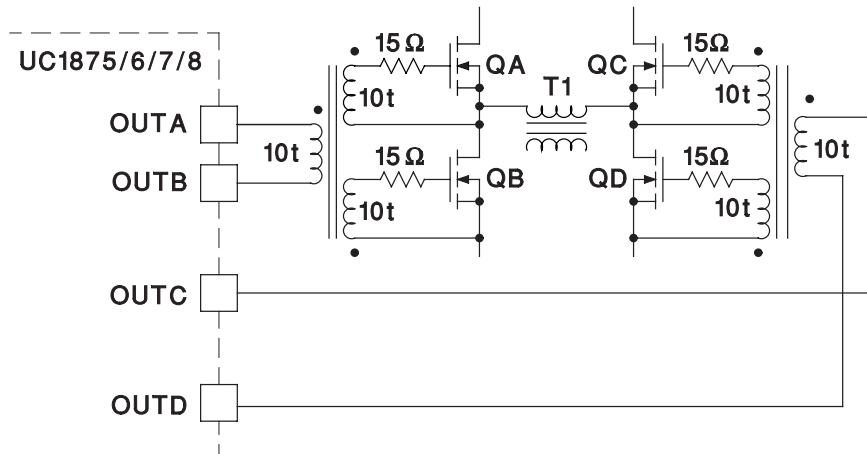 UC1875/6/7/8
15Ω
QA
T1
QC
15Ω
OUTA
10t
10t
10t
10t
OUTB
15Ω
QB
QD
15Ω
10t
10t
OUTC
OUTD